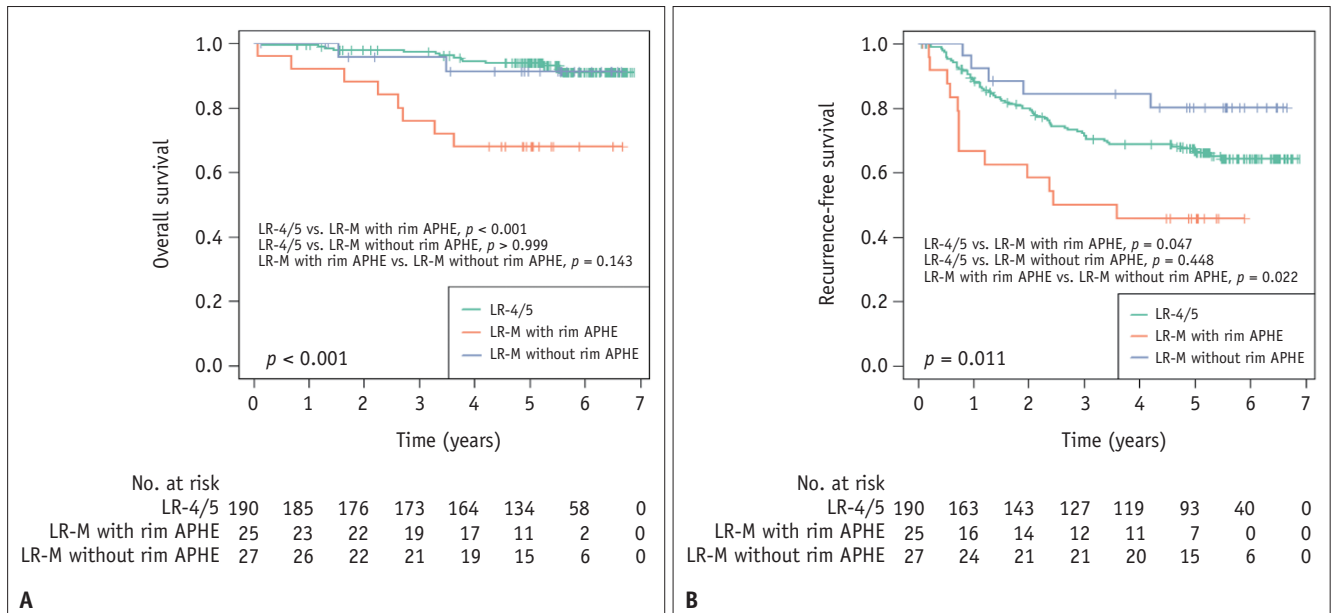 1.0
0.8
0.6
0.4
0.2
0.0
Overall survival
LR-4/5 vs. LR-M with rim APHE, p < 0.001
LR-4/5 vs. LR-M without rim APHE, p > 0.999
LR-M with rim APHE vs. LR-M without rim APHE, p = 0.143
LR-4/5
LR-M with rim APHE
LR-M without rim APHE
p < 0.001
0 1 2 3 4 5 6 7
Time (years)
No. at risk
LR-4/5 190 185 176 173 164 134 58 0
LR-M with rim APHE 25 23 22 19 17 11 2 0
LR-M without rim APHE 27 26 22 21 19 15 6 0
A
1.0
0.8
0.6
0.4
0.2
0.0
Recurrence-free survival
LR-4/5 vs. LR-M with rim APHE, p = 0.047
LR-4/5 vs. LR-M without rim APHE, p = 0.448
LR-M with rim APHE vs. LR-M without rim APHE, p = 0.022
LR-4/5
LR-M with rim APHE
LR-M without rim APHE
p = 0.011
0 1 2 3 4 5 6 7
Time (years)
No. at risk
LR-4/5 190 163 143 127 119 93 40 0
LR-M with rim APHE 25 16 14 12 11 7 0 0
LR-M without rim APHE 27 24 21 21 20 15 6 0
B